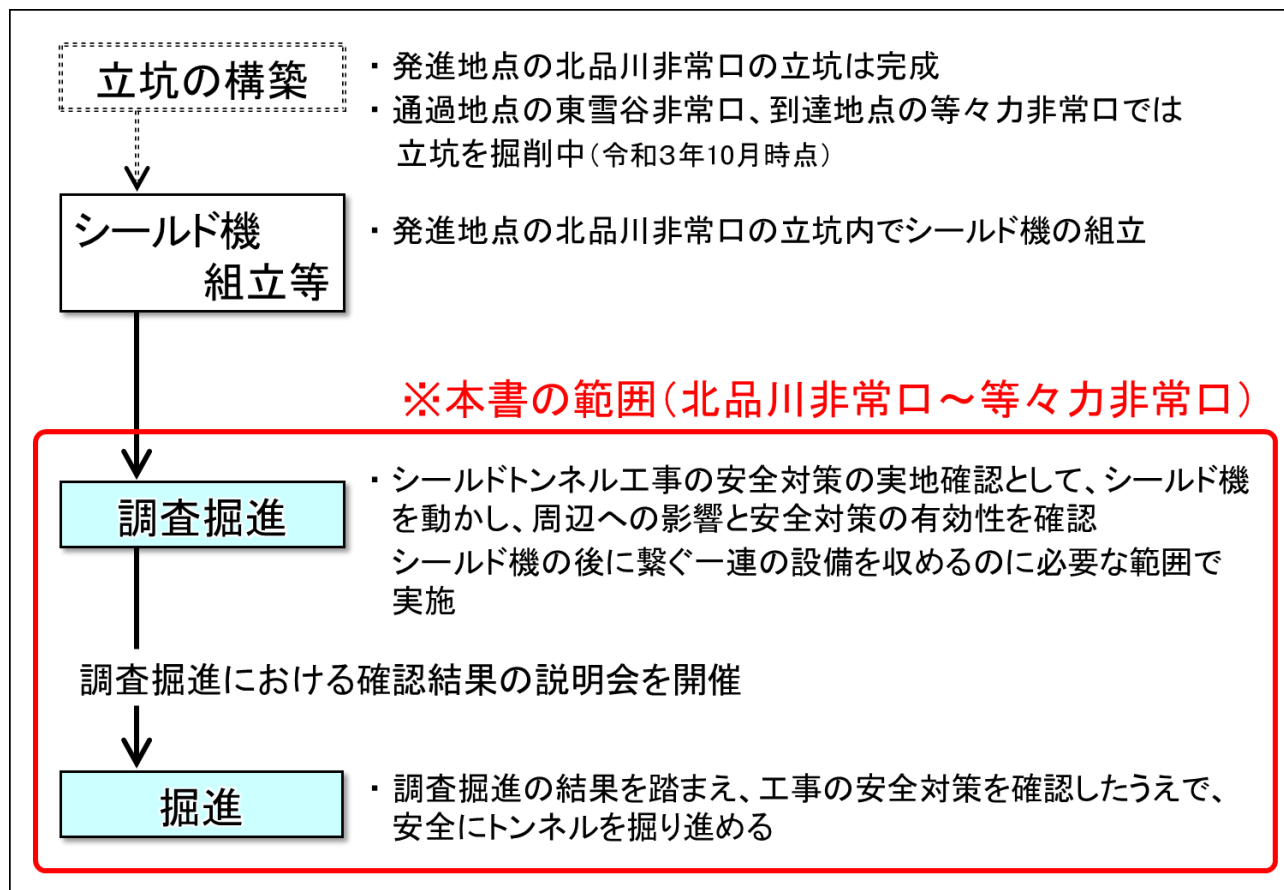 立坑の構築
・発進地点の北品川非常口の立坑は完成
・通過地点の東雪谷非常口、到達地点の等々力非常口では
立坑を掘削中(令和3年10月時点)
シールド機
組立等
・発進地点の北品川非常口の立坑内でシールド機の組立
※本書の範囲(北品川非常口～等々力非常口)
調査掘進
・シールドトンネル工事の安全対策の実地確認として、シールド機
を動かし、周辺への影響と安全対策の有効性を確認
シールド機の後に繋ぐ一連の設備を収めるのに必要な範囲で
実施
調査掘進における確認結果の説明会を開催
掘進
・調査掘進の結果を踏まえ、工事の安全対策を確認したうえで、
安全にトンネルを掘り進める